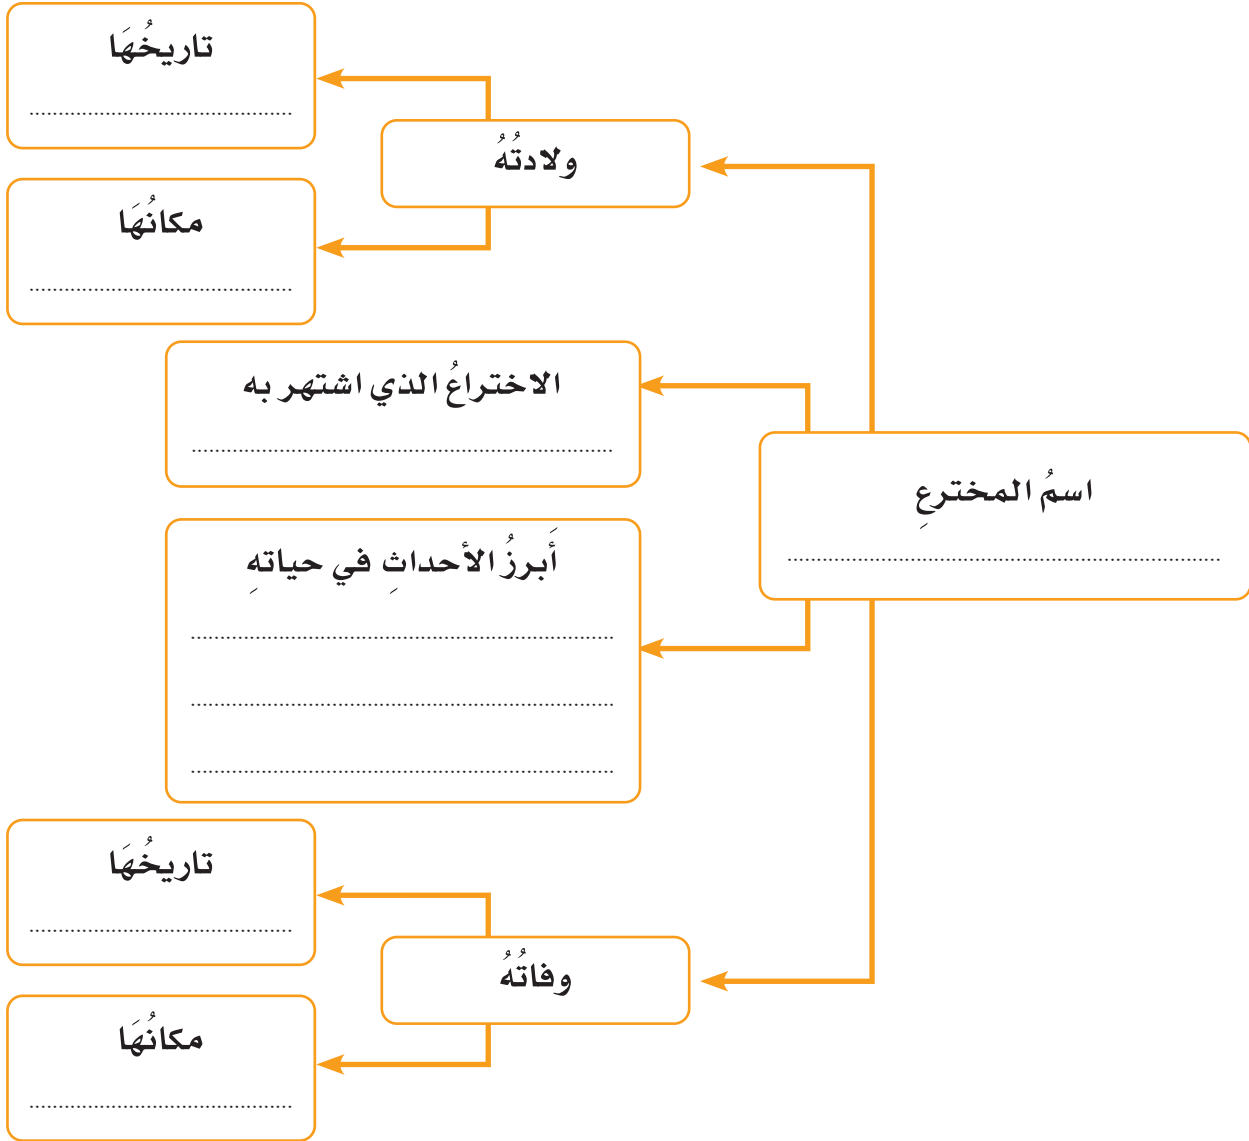 اسمُ المخترعِ
ولادتُهُ
تاريخُهَا
مكانُهَا
الاختراعُ الذي اشتهر به
أَبرزُ الأحداثِ في حياتهِ
وفاتُهُ
تاريخُهَا
مكانُهَا